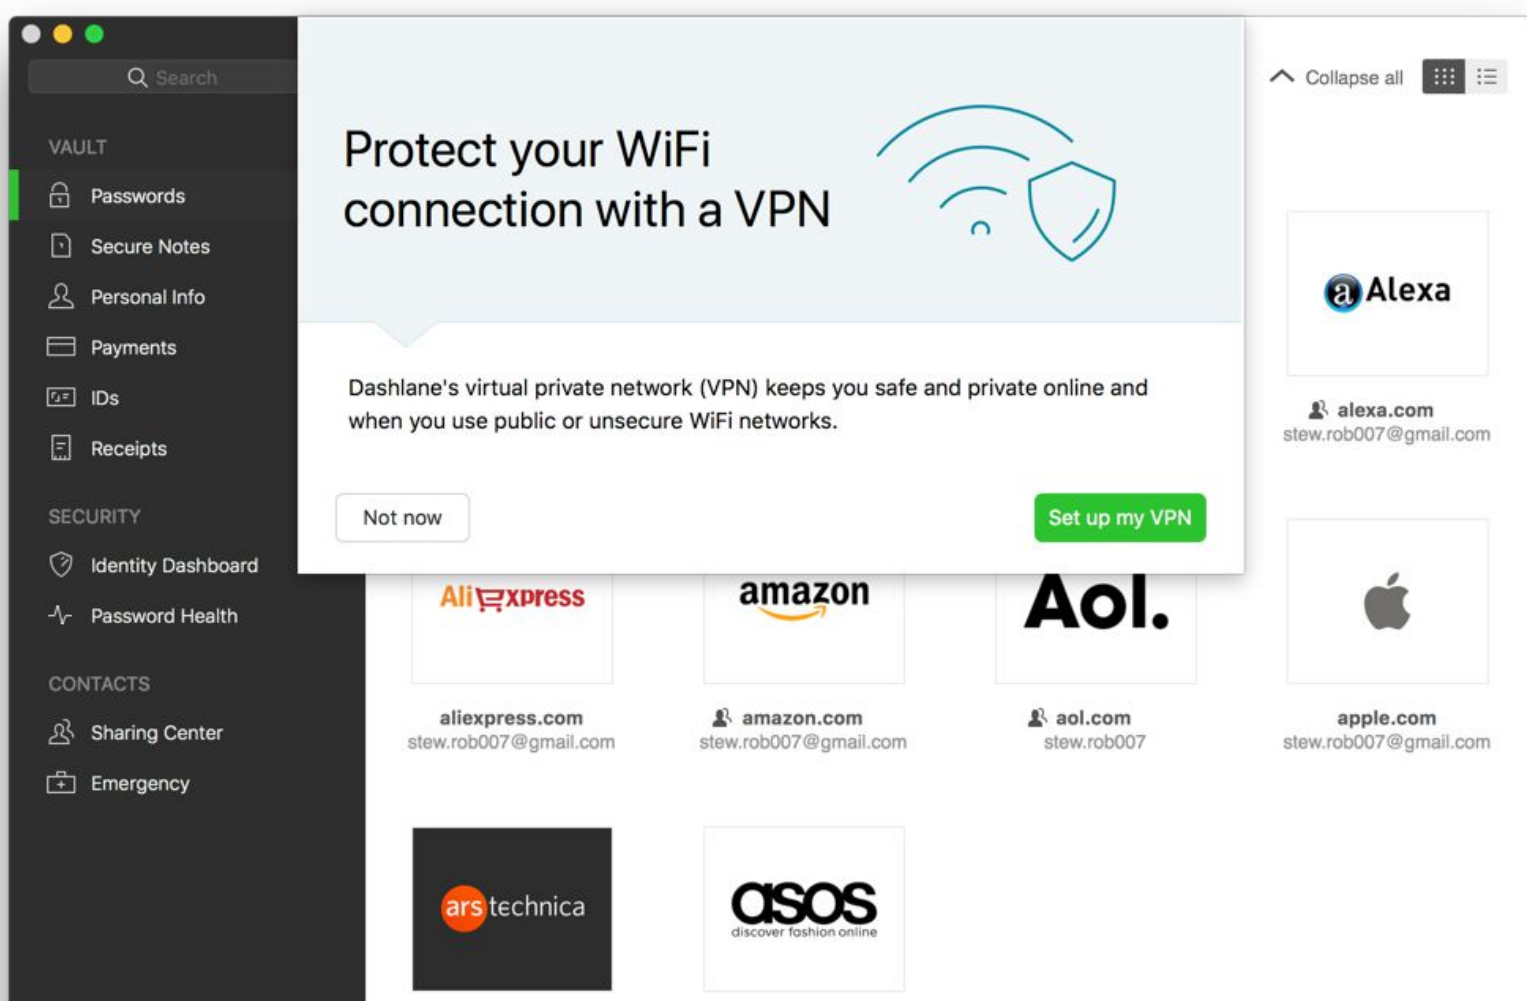 Search
Collapse all
VAULT
Passwords
Secure Notes
Personal Info
Payments
IDs
Receipts
SECURITY
Identity Dashboard
Password Health
CONTACTS
Sharing Center
Emergency
Protect your WiFi
connection with a VPN
Dashlane's virtual private network (VPN) keeps you safe and private online and
when you use public or unsecure WiFi networks.
Not now
Set up my VPN
a Alexa
alexa.com
stew.rob007@gmail.com
AliExpress
aliexpress.com
stew.rob007@gmail.com
amazon
amazon.com
stew.rob007@gmail.com
Aol.
aol.com
stew.rob007
apple.com
stew.rob007@gmail.com
ars technica
asos
discover fashion online